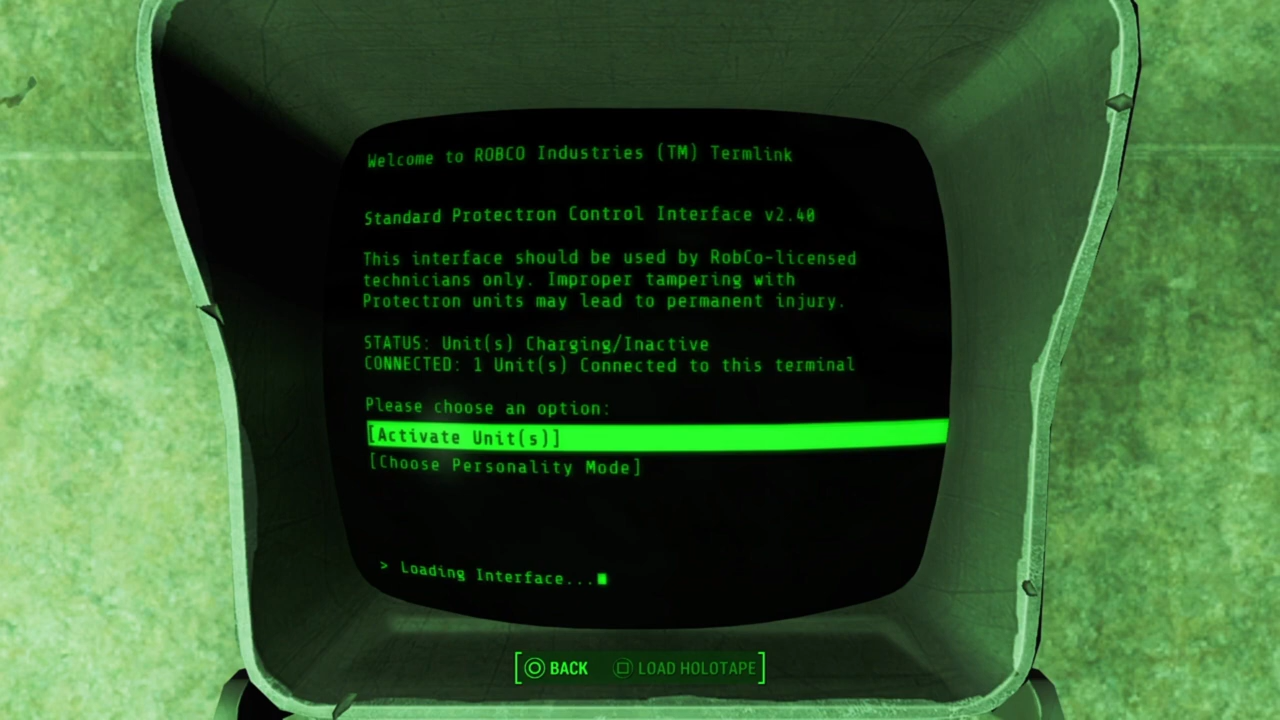 Welcome to ROBCO Industries (TM) Termlink
Standard Protectron Control Interface v2.40
This interface should be used by RobCo-licensed
technicians only. Improper tampering with
Protectron units may lead to permanent injury.
STATUS: Unit(s) Charging/Inactive
CONNECTED: 1 Unit(s) Connected to this terminal
Please choose an option:
[Activate Unit(s)]
[Choose Personality Mode]
> Loading Interface...
BACK LOAD HOLOTAPE